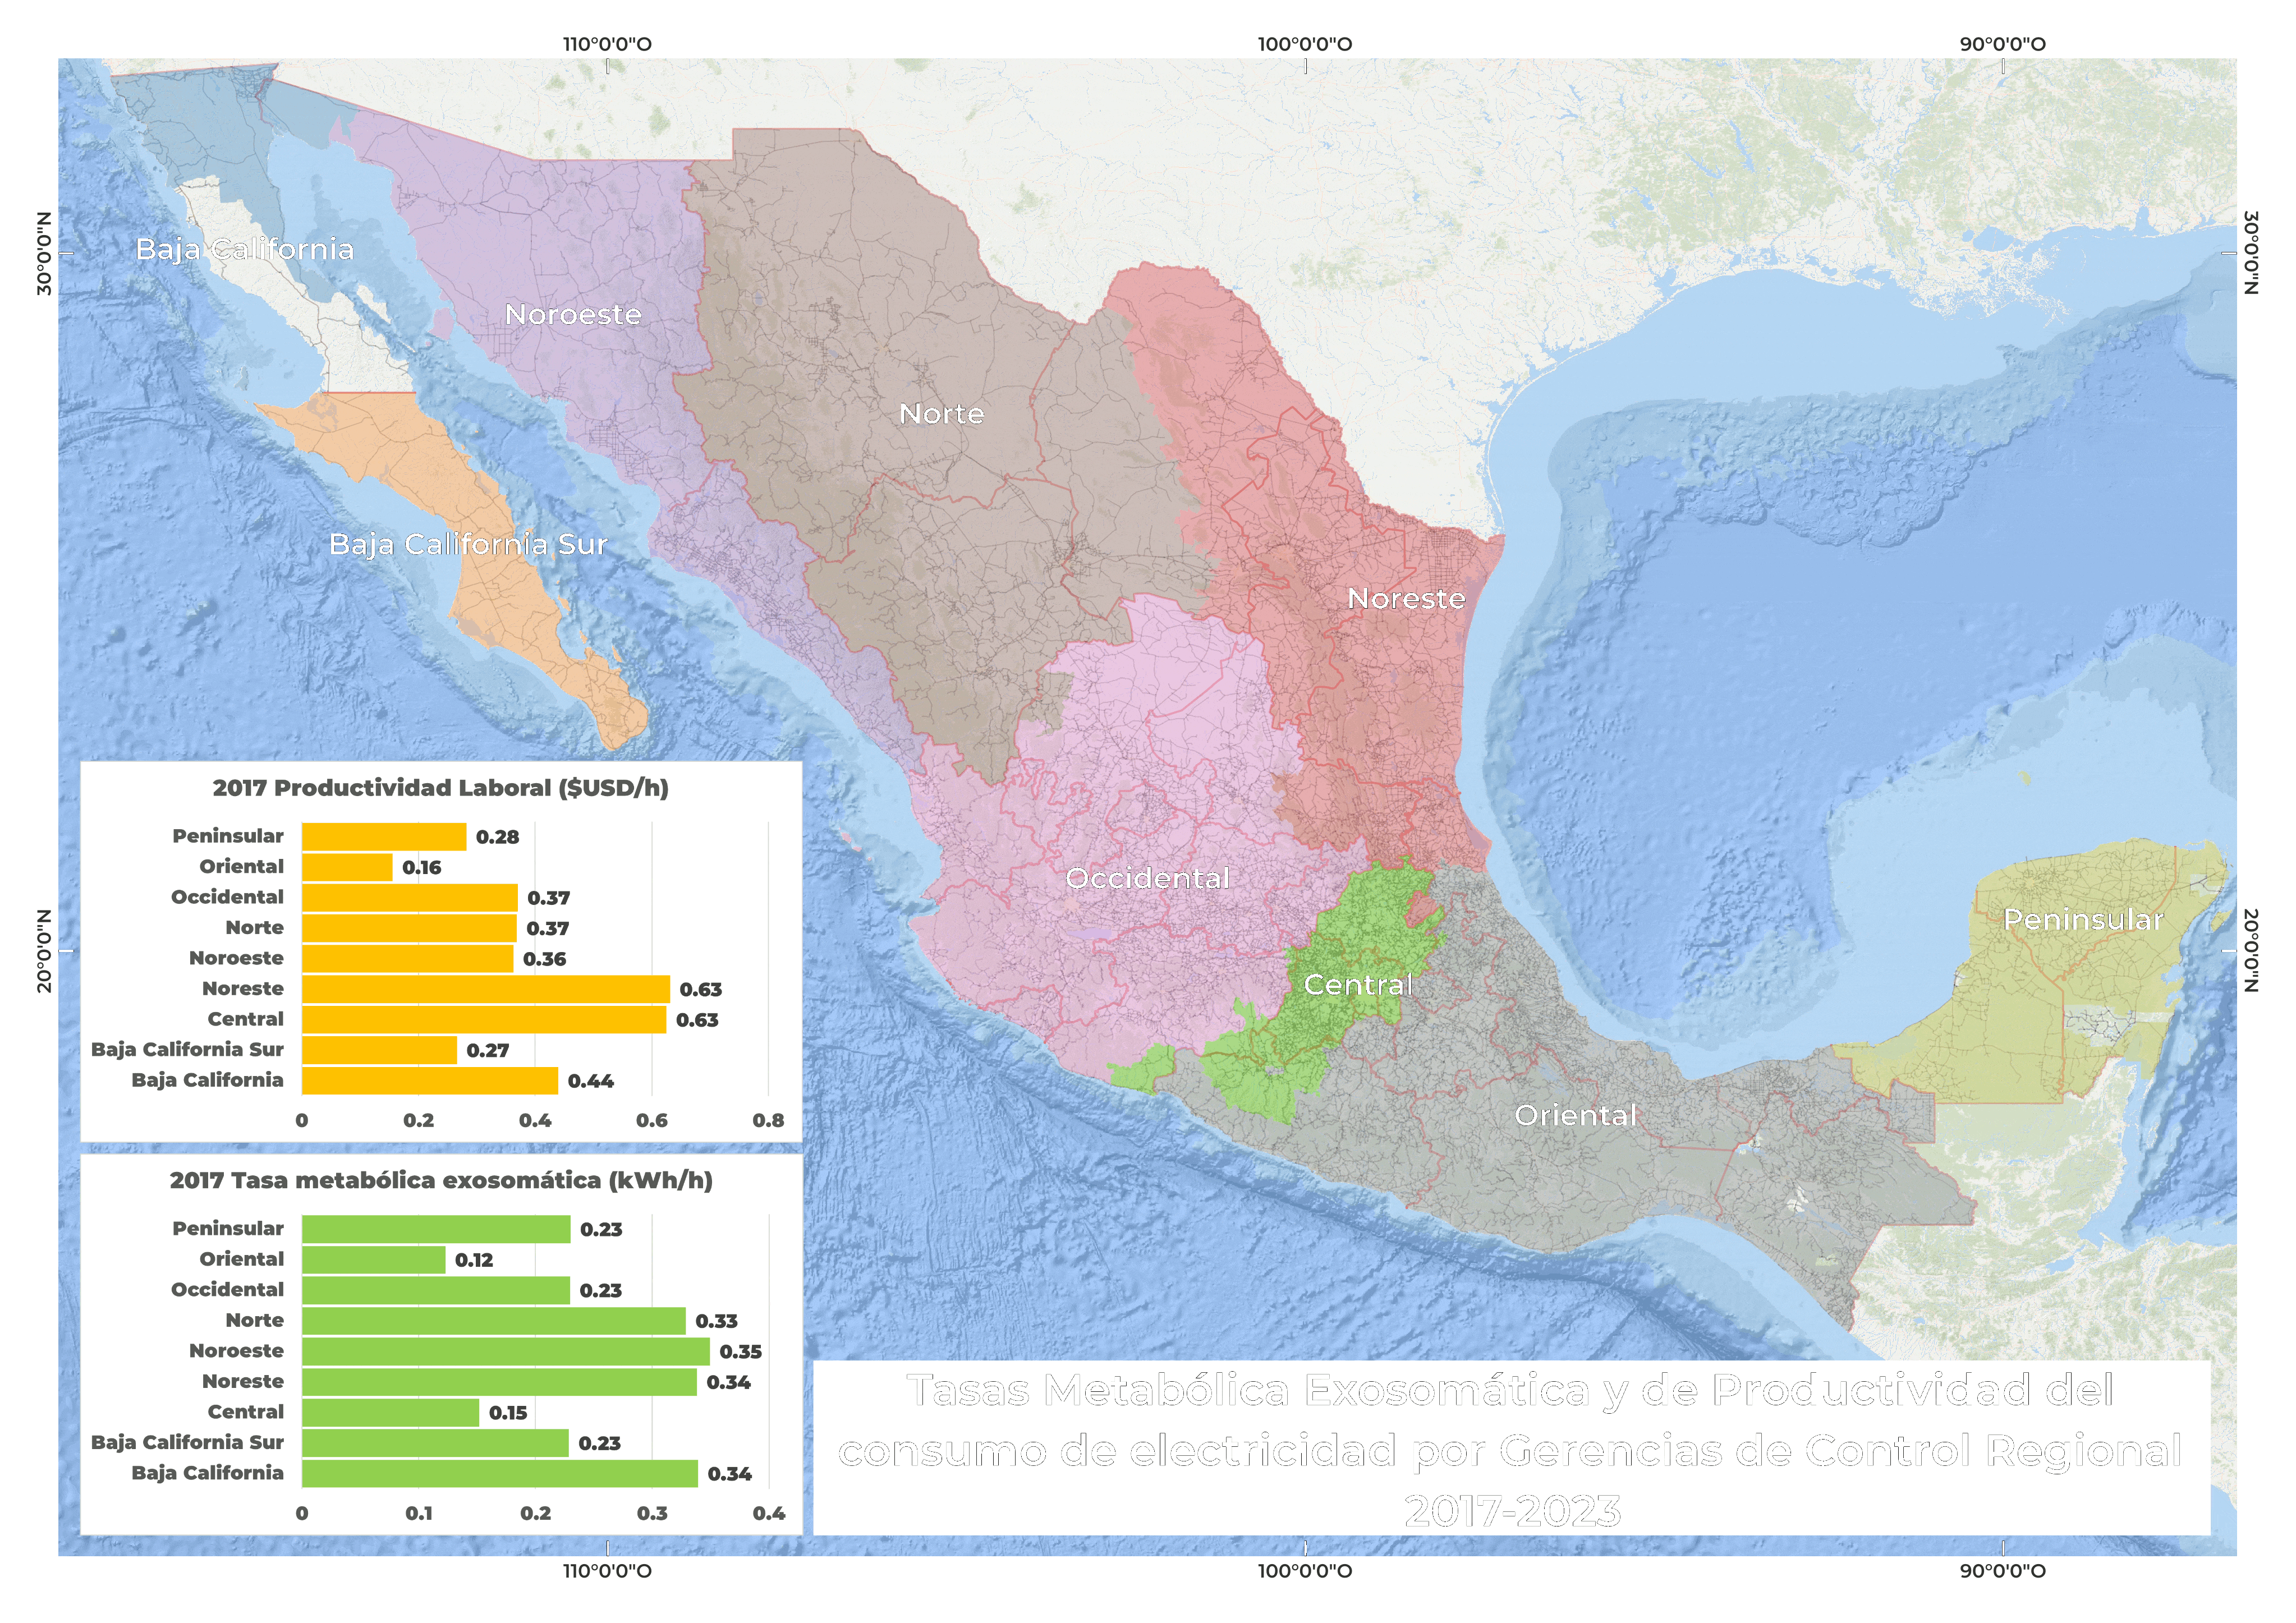 110°0'0"O 100°0'0"O 90°0'0"O
30°0'0"N 30°0'0"N
Baja California
Noroeste
Norte
Baja California Sur
Noreste
Occidental
Peninsular
20°0'0"N 20°0'0"N
Central
Oriental
2017 Productividad Laboral ($USD/h)
Peninsular 0.28
Oriental 0.16
Occidental 0.37
Norte 0.37
Noroeste 0.36
Noreste 0.63
Central 0.63
Baja California Sur 0.27
Baja California 0.44
0 0.2 0.4 0.6 0.8
2017 Tasa metabólica exosomática (kWh/h)
Peninsular 0.23
Oriental 0.12
Occidental 0.23
Norte 0.33
Noroeste 0.35
Noreste 0.34
Central 0.15
Baja California Sur 0.23
Baja California 0.34
0 0.1 0.2 0.3 0.4
Tasas Metabólica Exosomática y de Productividad del
consumo de electricidad por Gerencias de Control Regional
2017-2023
110°0'0"O 100°0'0"O 90°0'0"O